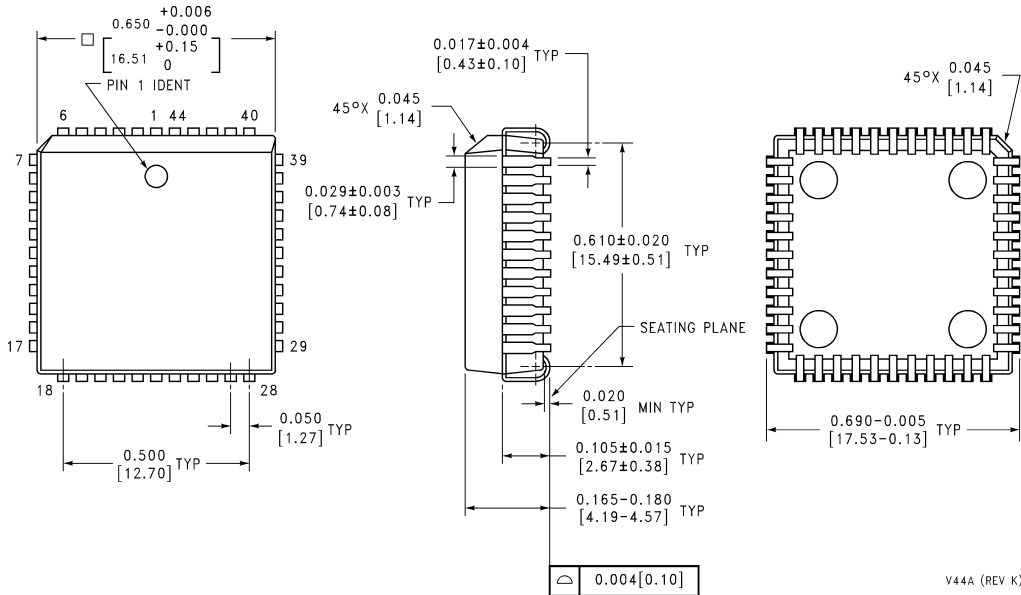 0.650 +0.006 -0.000
[16.51 +0.15 0]
PIN 1 IDENT
6 1 44 40
7 39
17 29
18 28
0.050
[1.27] TYP
0.500
[12.70] TYP
0.017±0.004
[0.43±0.10] TYP
45°X 0.045
[1.14]
0.029±0.003
[0.74±0.08] TYP
0.610±0.020
[15.49±0.51] TYP
SEATING PLANE
0.020
[0.51] MIN TYP
0.105±0.015
[2.67±0.38] TYP
0.165-0.180
[4.19-4.57] TYP
0.004[0.10]
45°X 0.045
[1.14]
0.690-0.005
[17.53-0.13] TYP
V44A (REV K)